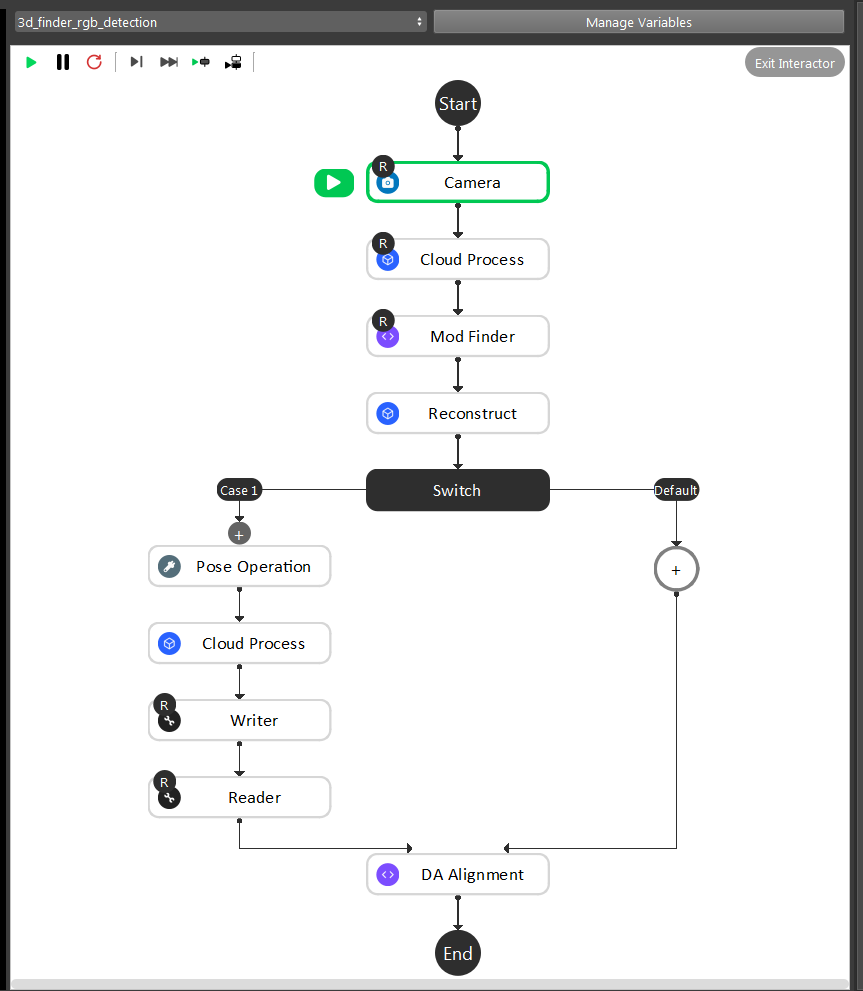 3d_finder_rgb_detection
Manage Variables
Exit Interactor
Start
R
Camera
R
Cloud Process
R
Mod Finder
Reconstruct
Case 1
Switch
Default
+
Pose Operation
+
Cloud Process
R
Writer
R
Reader
DA Alignment
End